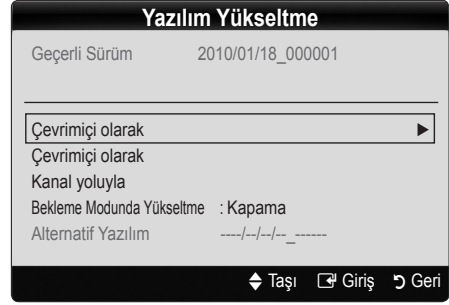 Yazılım Yükseltme
Geçerli Sürüm 2010/01/18_000001
Çevrimiçi olarak ▶
Çevrimiçi olarak
Kanal yoluyla
Bekleme Modunda Yükseltme : Kapama
Alternatif Yazılım ----/--/--/--_------
Taşı Giriş Geri